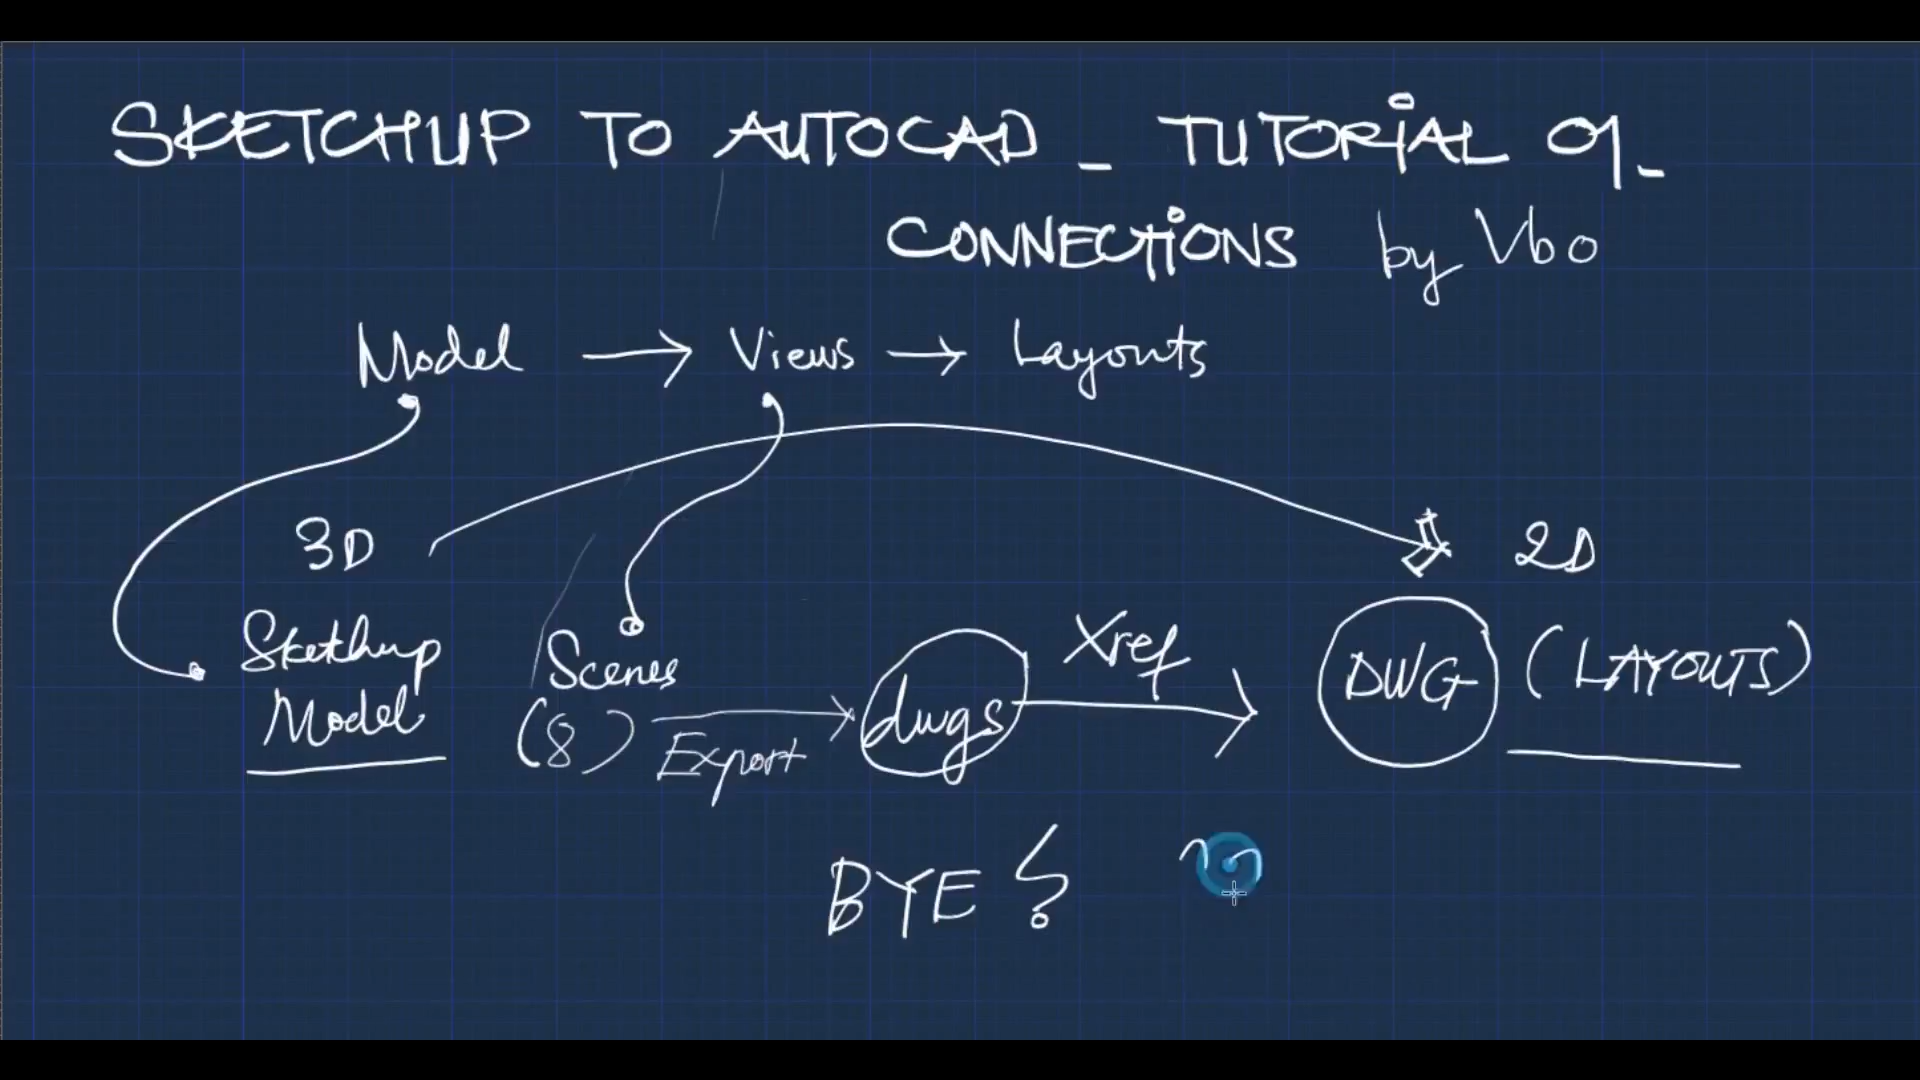 SKETCHUP TO AUTOCAD _ TUTORIAL 01_
CONNECTIONS by Vbo
Model → Views → Layouts
3D 2D
Sketchup Model
Scenes (8)
Export
dwgs
Xref
DWG (LAYOUTS)
BYE !